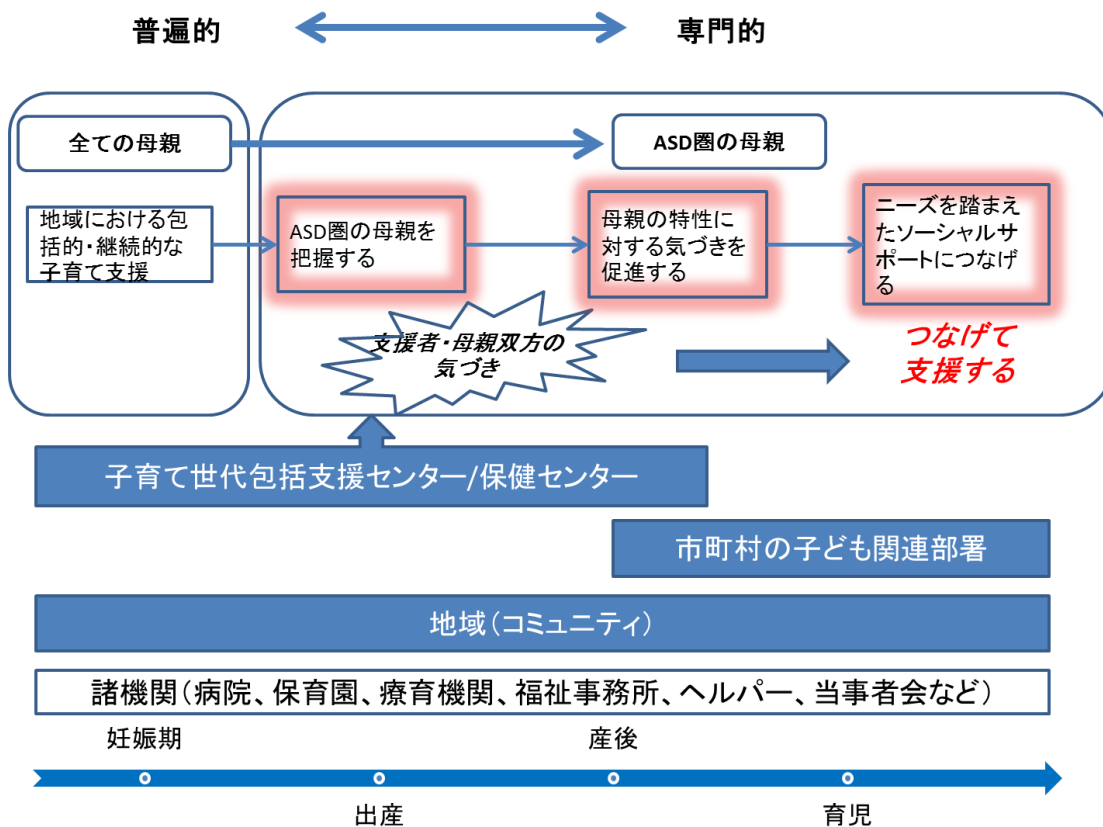 普遍的
専門的
全ての母親
ASD圏の母親
地域における包
括的・継続的な
子育て支援
ASD圏の母親を
把握する
母親の特性に
対する気づきを
促進する
ニーズを踏まえ
たソーシャルサ
ポートにつなげ
る
支援者・母親双方の
気づき
つなげて
支援する
子育て世代包括支援センター/保健センター
市町村の子ども関連部署
地域(コミュニティ)
諸機関(病院、保育園、療育機関、福祉事務所、ヘルパー、当事者会など)
妊娠期
産後
出産
育児